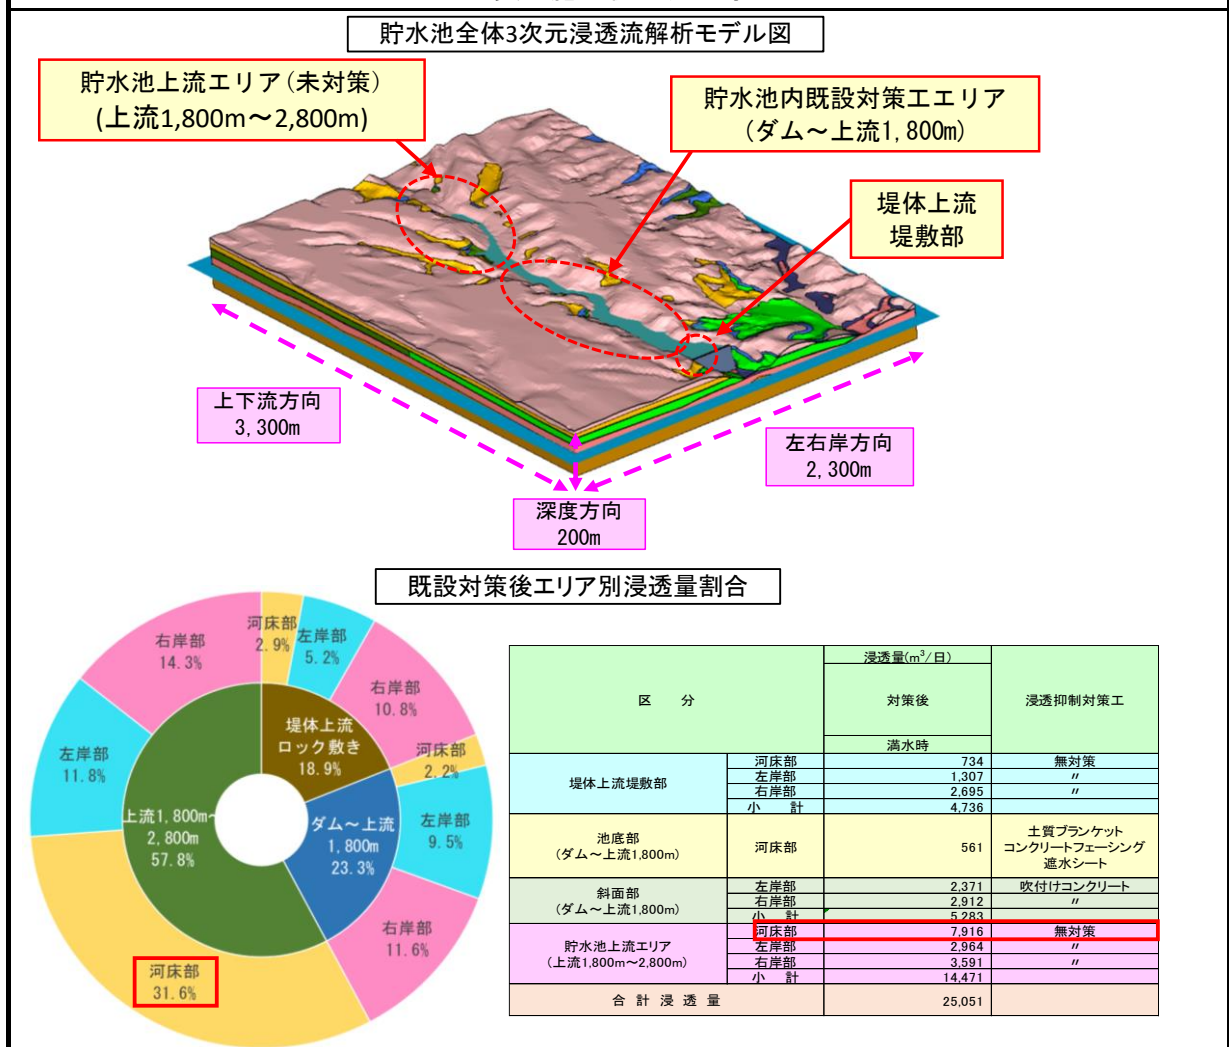 貯水池全体3次元浸透流解析モデル図
貯水池上流エリア(未対策)
(上流1,800m～2,800m)
貯水池内既設対策工エリア
(ダム～上流1,800m)
堤体上流
堤敷部
上下流方向
3,300m
左右岸方向
2,300m
深度方向
200m
既設対策後エリア別浸透量割合
河床部
2.9%
左岸部
5.2%
右岸部
10.8%
河床部
2.2%
左岸部
9.5%
右岸部
11.6%
河床部
31.6%
左岸部
11.8%
右岸部
14.3%
堤体上流
ロック敷き
18.9%
ダム～上流
1,800m
23.3%
上流1,800m～
2,800m
57.8%
区 分 浸透量(m³/日) 対策後 満水時 浸透抑制対策工
堤体上流堤敷部 河床部 734 無対策
左岸部 1,307 〃
右岸部 2,695 〃
小 計 4,736
池底部
(ダム～上流1,800m) 河床部 561 土質ブランケット
コンクリートフェーシング
遮水シート
斜面部
(ダム～上流1,800m) 左岸部 2,371 吹付けコンクリート
右岸部 2,912 〃
小 計 5,283
貯水池上流エリア
(上流1,800m～2,800m) 河床部 7,916 無対策
左岸部 2,964 〃
右岸部 3,591 〃
小 計 14,471
合 計 浸 透 量 25,051